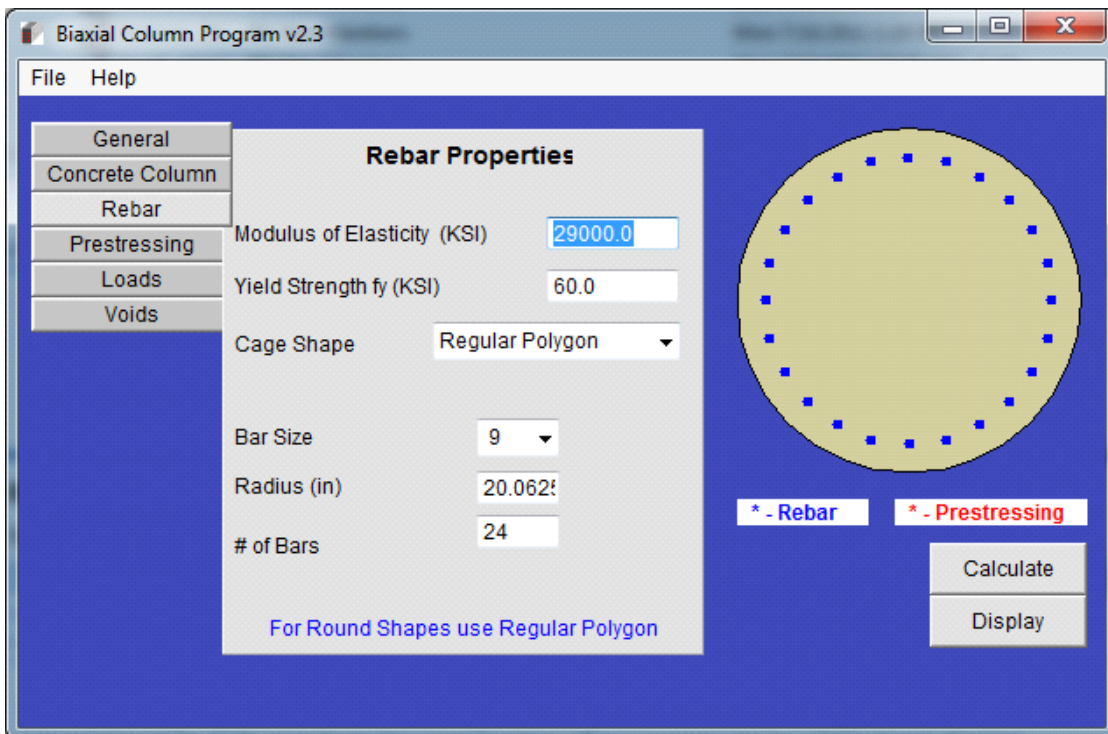 Biaxial Column Program v2.3
File Help
General
Concrete Column
Rebar
Prestressing
Loads
Voids
Rebar Properties
Modulus of Elasticity (KSI) 29000.0
Yield Strength fy (KSI) 60.0
Cage Shape Regular Polygon
Bar Size 9
Radius (in) 20.0625
# of Bars 24
For Round Shapes use Regular Polygon
* - Rebar * - Prestressing
Calculate
Display